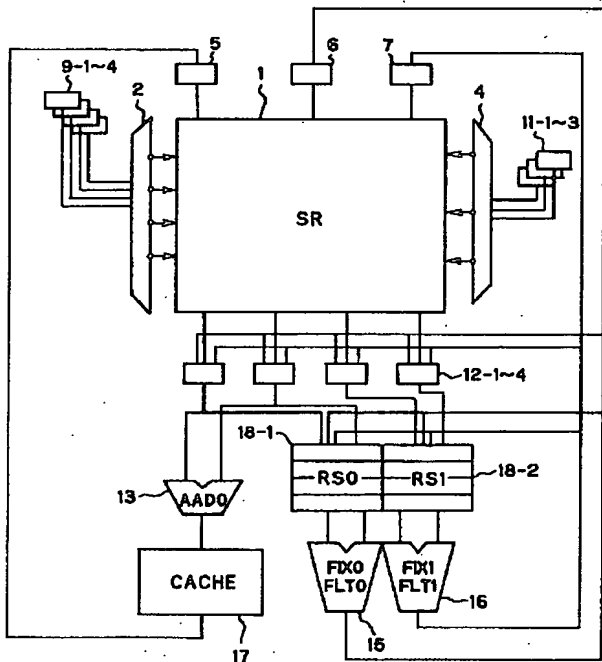 5
6
7
9-1~4
2
1
4
11-1~3
SR
12-1~4
18-1
RS0
RS1
18-2
13
AAD0
FIX0
FLT0
FIX1
FLT1
CACHE
16
15
17